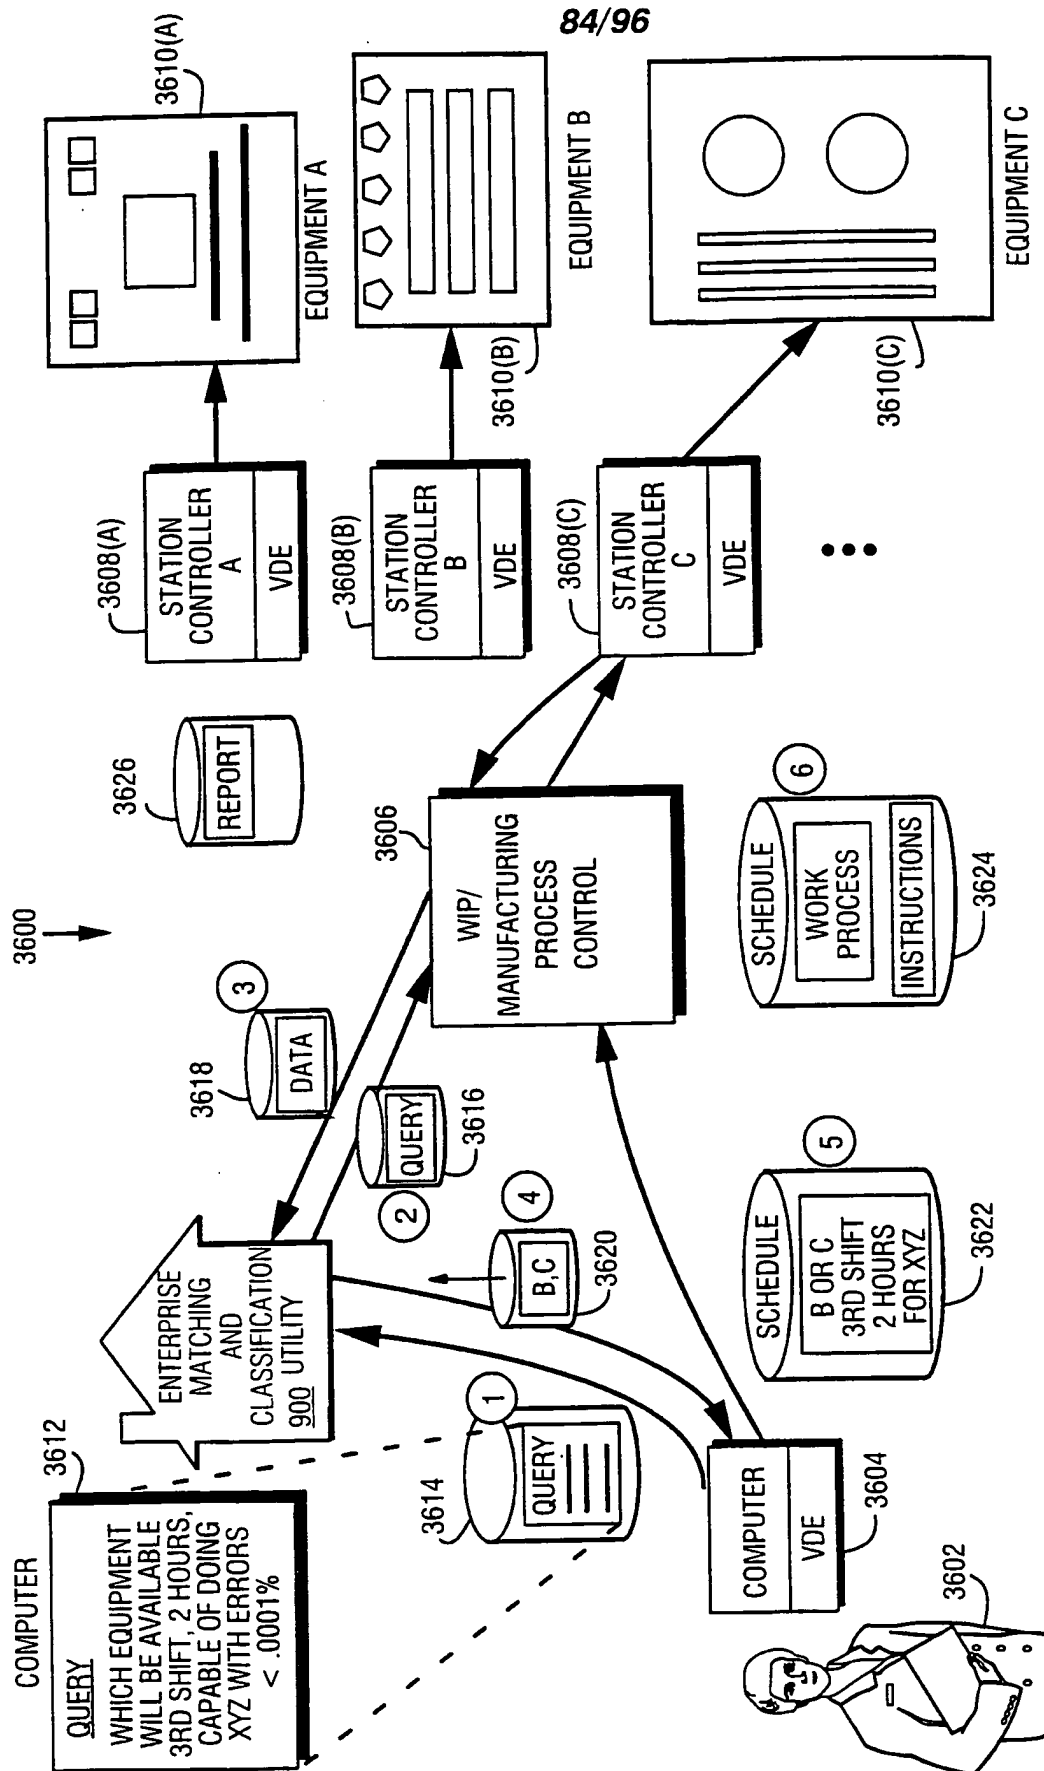 84/96
3600
COMPUTER
3612
QUERY
WHICH EQUIPMENT
WILL BE AVAILABLE
3RD SHIFT, 2 HOURS,
CAPABLE OF DOING
XYZ WITH ERRORS
< .0001%
ENTERPRISE
MATCHING
AND
CLASSIFICATION
900 UTILITY
3614
1
QUERY
2
QUERY
3616
3618
3
DATA
4
B,C
3620
3626
REPORT
3606
WIP/
MANUFACTURING
PROCESS
CONTROL
3608(A)
STATION
CONTROLLER
A
VDE
3610(A)
EQUIPMENT A
3608(B)
STATION
CONTROLLER
B
VDE
3610(B)
EQUIPMENT B
3608(C)
STATION
CONTROLLER
C
VDE
3610(C)
EQUIPMENT C
3602
COMPUTER
VDE
3604
5
SCHEDULE
B OR C
3RD SHIFT
2 HOURS
FOR XYZ
3622
6
SCHEDULE
WORK
PROCESS
INSTRUCTIONS
3624